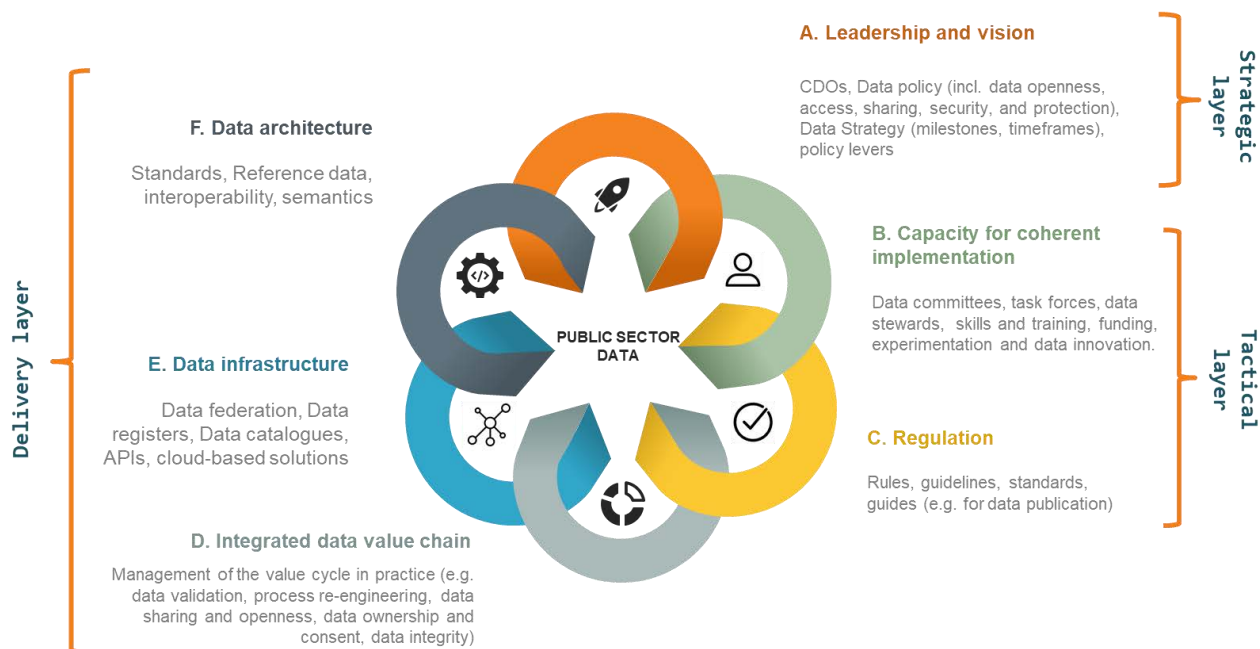 A. Leadership and vision
CDOs, Data policy (incl. data openness,
access, sharing, security, and protection),
Data Strategy (milestones, timeframes),
policy levers
Strategic
layer
B. Capacity for coherent
implementation
Data committees, task forces, data
stewards, skills and training, funding,
experimentation and data innovation.
C. Regulation
Rules, guidelines, standards,
guides (e.g. for data publication)
Tactical
layer
PUBLIC SECTOR
DATA
Delivery layer
F. Data architecture
Standards, Reference data,
interoperability, semantics
E. Data infrastructure
Data federation, Data
registers, Data catalogues,
APIs, cloud-based solutions
D. Integrated data value chain
Management of the value cycle in practice (e.g.
data validation, process re-engineering, data
sharing and openness, data ownership and
consent, data integrity)